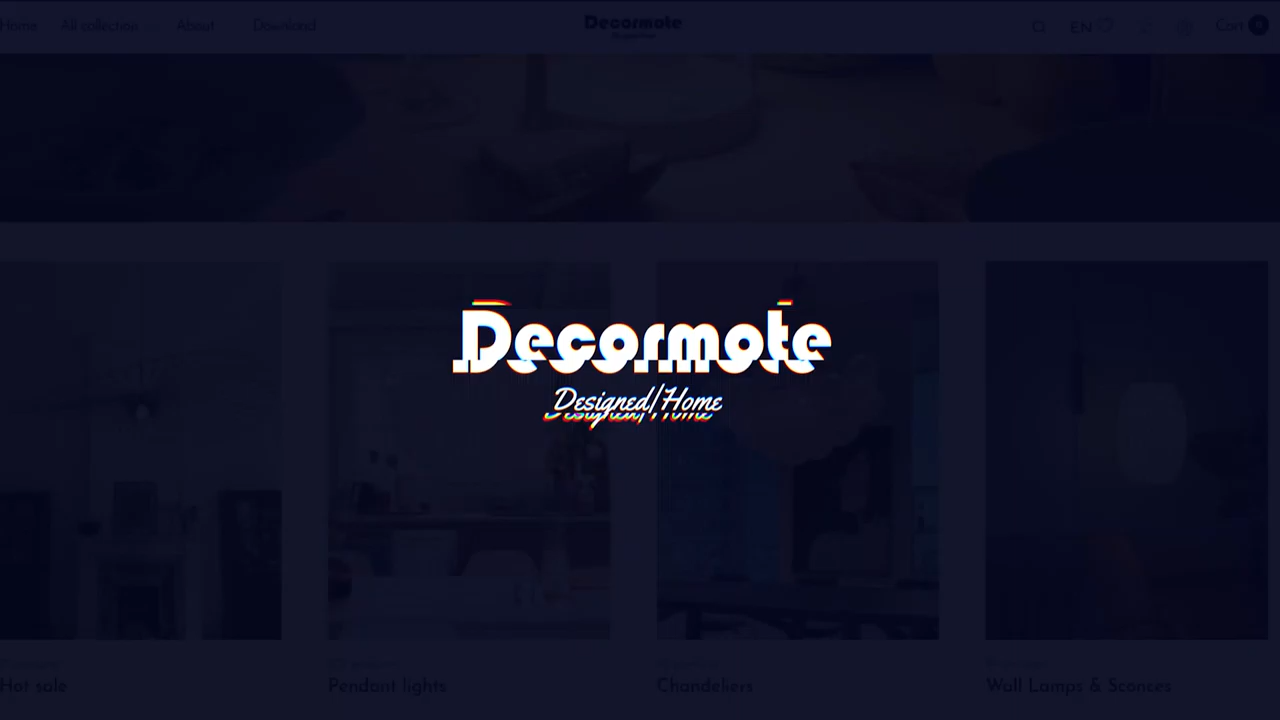 Home All collection About Download Decormote EN Cart
Decormote
Designed/Home
Hot sale Pendant lights Chandeliers Wall Lamps & Sconces